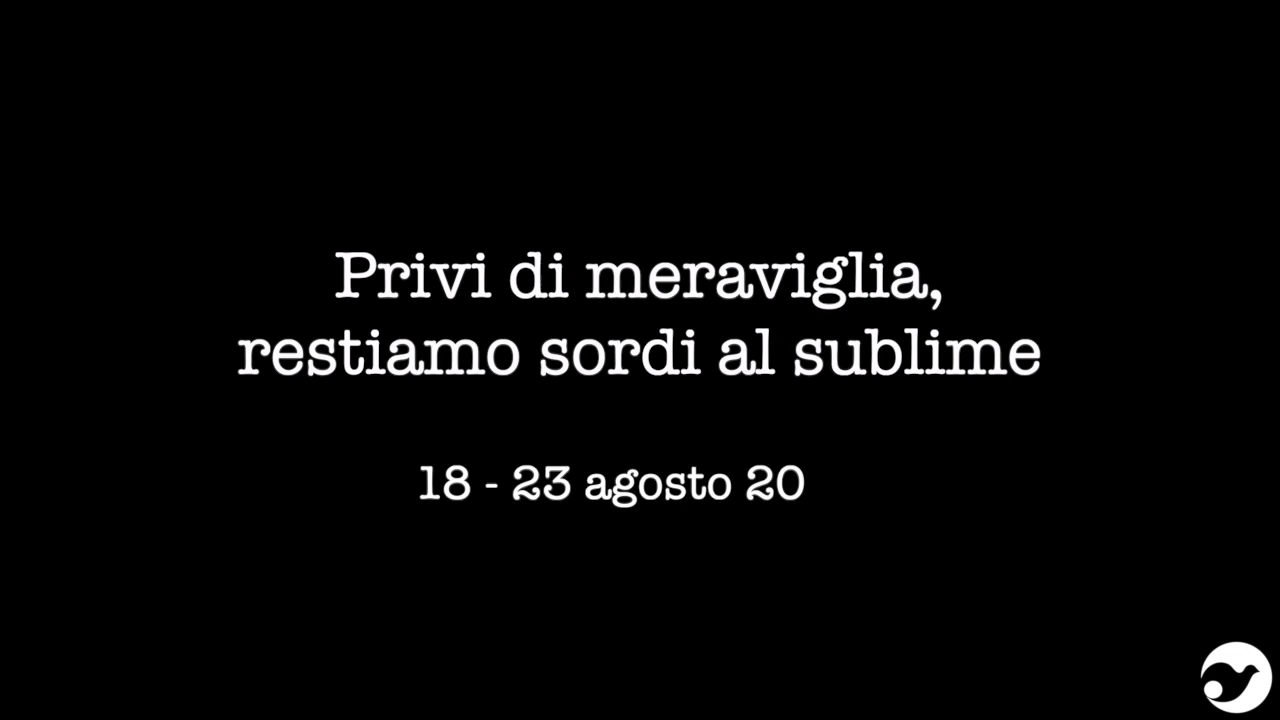 Privi di meraviglia,
restiamo sordi al sublime
18 - 23 agosto 20